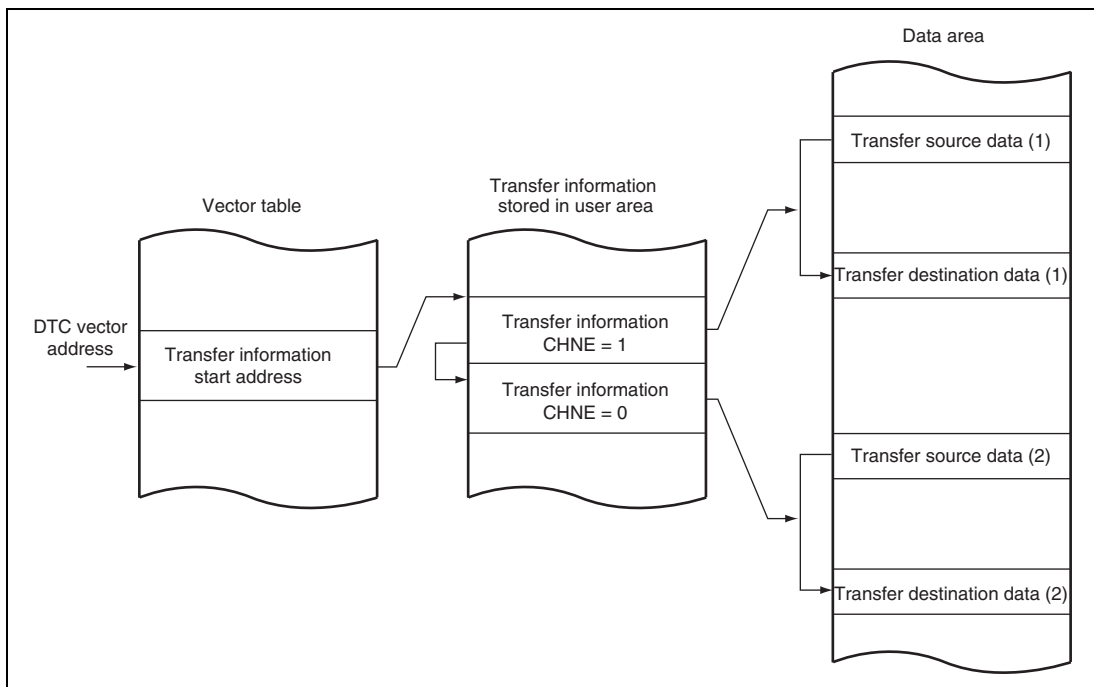 Data area
Transfer source data (1)
Transfer information
stored in user area
Vector table
Transfer destination data (1)
DTC vector
address
Transfer information
start address
Transfer information
CHNE = 1
Transfer information
CHNE = 0
Transfer source data (2)
Transfer destination data (2)